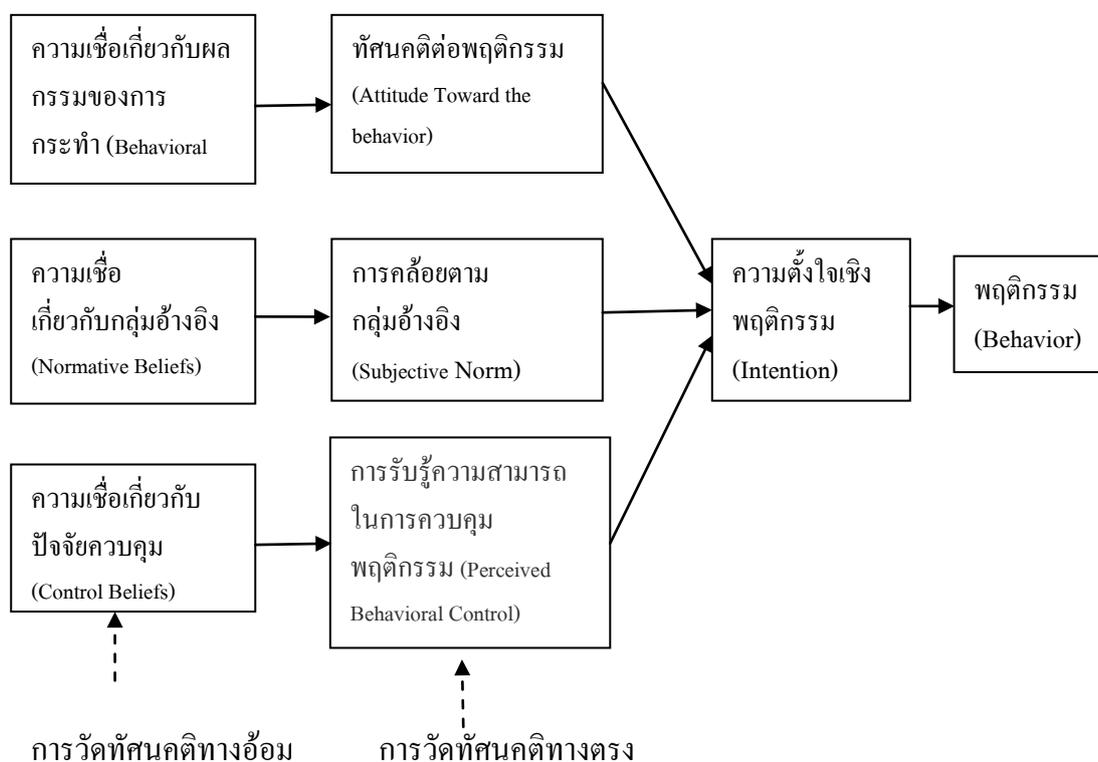 ความเชื่อเกี่ยวกับผล
กรรมของการ
กระทำ (Behavioral
ทัศนคติต่อพฤติกรรม
(Attitude Toward the
behavior)
ความเชื่อ
เกี่ยวกับกลุ่มอ้างอิง
(Normative Beliefs)
การคล้อยตาม
กลุ่มอ้างอิง
(Subjective Norm)
ความตั้งใจเชิง
พฤติกรรม
(Intention)
พฤติกรรม
(Behavior)
ความเชื่อเกี่ยวกับ
ปัจจัยควบคุม
(Control Beliefs)
การรับรู้ความสามารถ
ในการควบคุม
พฤติกรรม (Perceived
Behavioral Control)
การวัดทัศนคติทางอ้อม
การวัดทัศนคติทางตรง